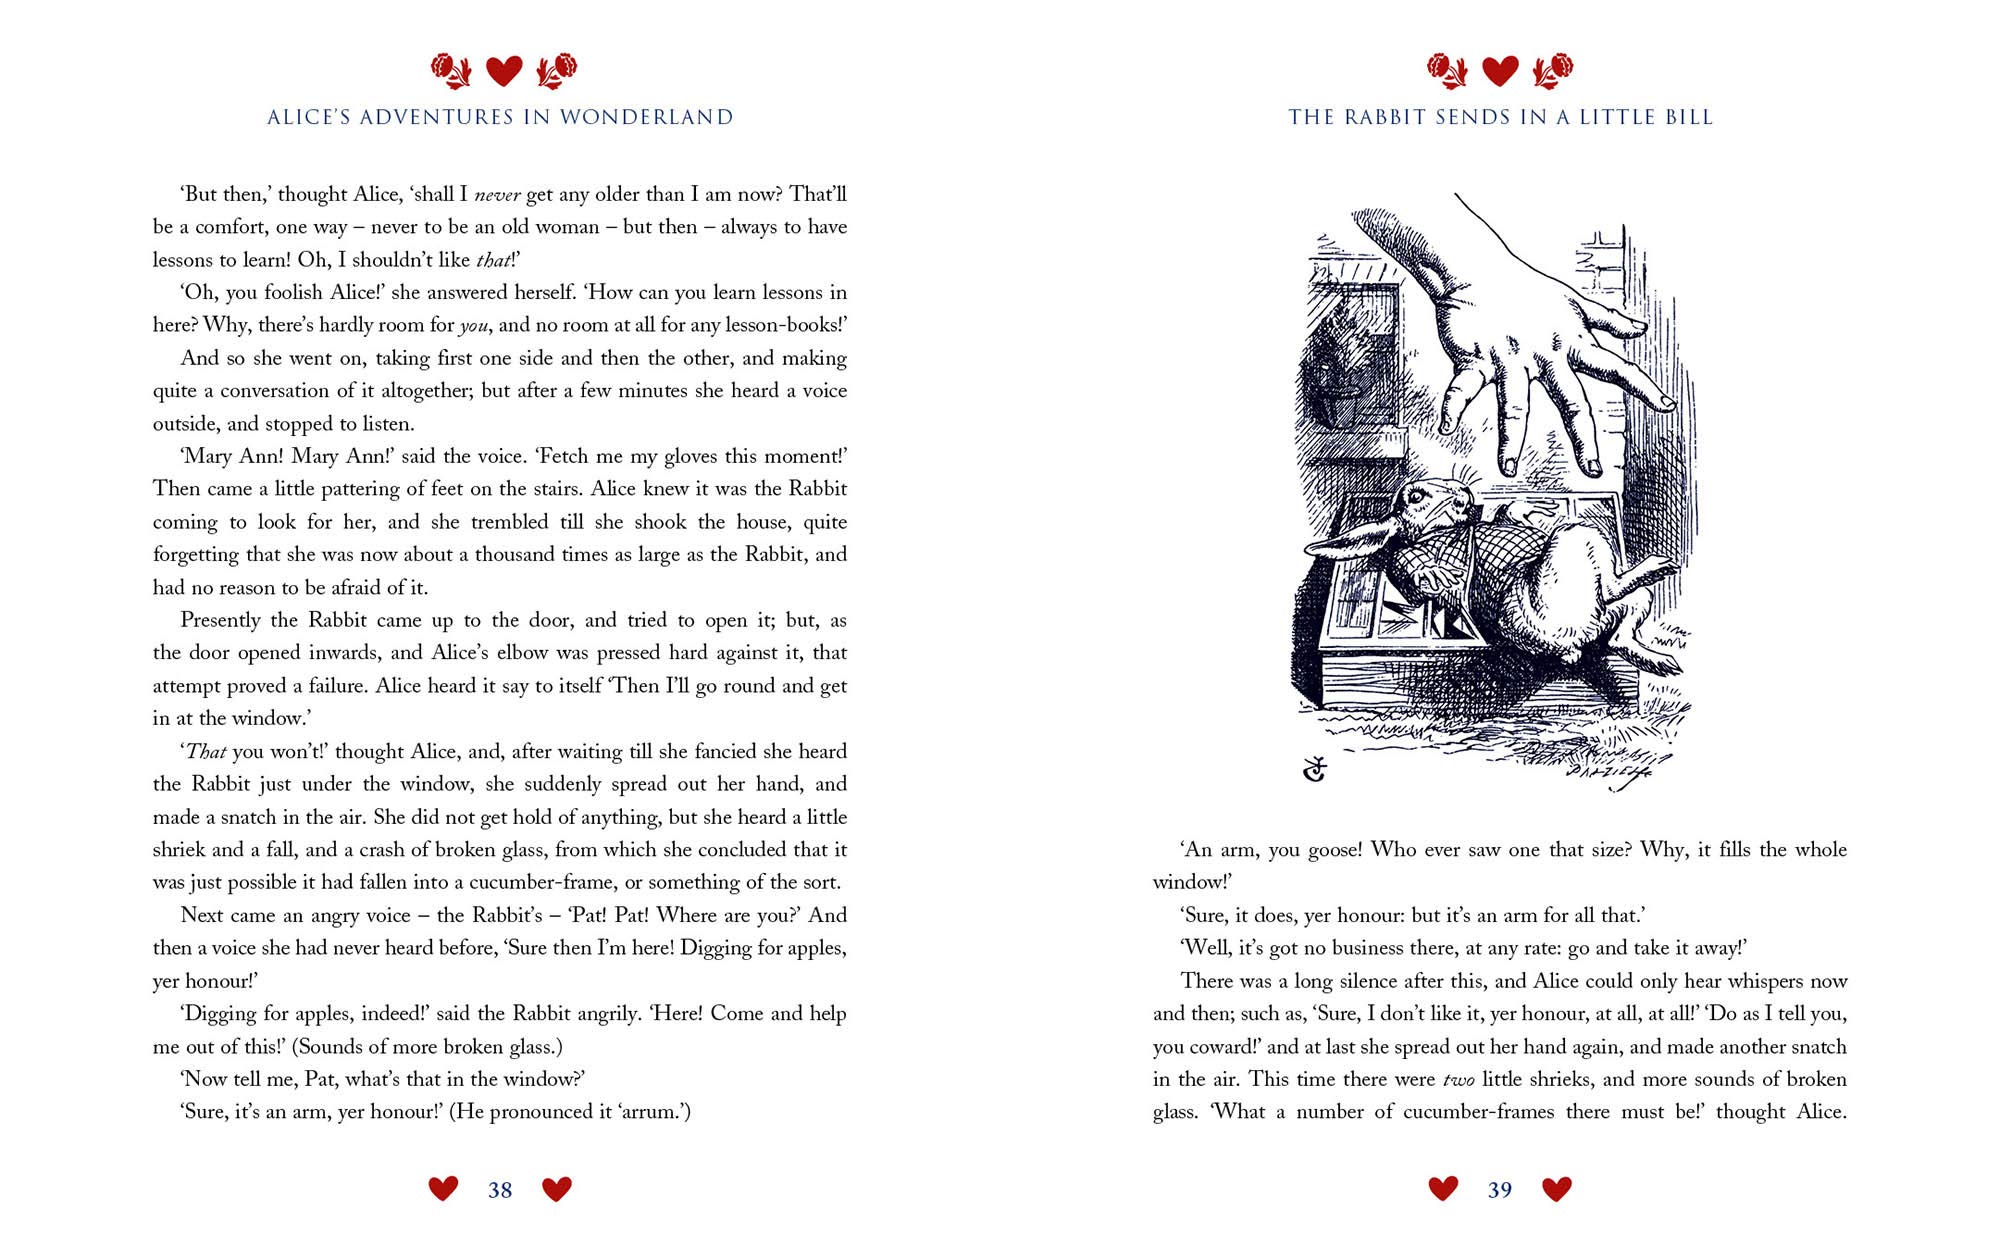 ALICE’S ADVENTURES IN WONDERLAND
‘But then,’ thought Alice, ‘shall I never get any older than I am now? That’ll
be a comfort, one way – never to be an old woman – but then – always to have
lessons to learn! Oh, I shouldn’t like that!’
‘Oh, you foolish Alice!’ she answered herself. ‘How can you learn lessons in
here? Why, there’s hardly room for you, and no room at all for any lesson-books!’
And so she went on, taking first one side and then the other, and making
quite a conversation of it altogether; but after a few minutes she heard a voice
outside, and stopped to listen.
‘Mary Ann! Mary Ann!’ said the voice. ‘Fetch me my gloves this moment!’
Then came a little pattering of feet on the stairs. Alice knew it was the Rabbit
coming to look for her, and she trembled till she shook the house, quite
forgetting that she was now about a thousand times as large as the Rabbit, and
had no reason to be afraid of it.
Presently the Rabbit came up to the door, and tried to open it; but, as
the door opened inwards, and Alice’s elbow was pressed hard against it, that
attempt proved a failure. Alice heard it say to itself ‘Then I’ll go round and get
in at the window.’
‘That you won’t!’ thought Alice, and, after waiting till she fancied she heard
the Rabbit just under the window, she suddenly spread out her hand, and
made a snatch in the air. She did not get hold of anything, but she heard a little
shriek and a fall, and a crash of broken glass, from which she concluded that it
was just possible it had fallen into a cucumber-frame, or something of the sort.
Next came an angry voice – the Rabbit’s – ‘Pat! Pat! Where are you?’ And
then a voice she had never heard before, ‘Sure then I’m here! Digging for apples,
yer honour!’
‘Digging for apples, indeed!’ said the Rabbit angrily. ‘Here! Come and help
me out of this!’ (Sounds of more broken glass.)
‘Now tell me, Pat, what’s that in the window?’
‘Sure, it’s an arm, yer honour!’ (He pronounced it ‘arrum.’)
38
THE RABBIT SENDS IN A LITTLE BILL
‘An arm, you goose! Who ever saw one that size? Why, it fills the whole
window!’
‘Sure, it does, yer honour: but it’s an arm for all that.’
‘Well, it’s got no business there, at any rate: go and take it away!’
There was a long silence after this, and Alice could only hear whispers now
and then; such as, ‘Sure, I don’t like it, yer honour, at all, at all!’ ‘Do as I tell you,
you coward!’ and at last she spread out her hand again, and made another snatch
in the air. This time there were two little shrieks, and more sounds of broken
glass. ‘What a number of cucumber-frames there must be!’ thought Alice.
39